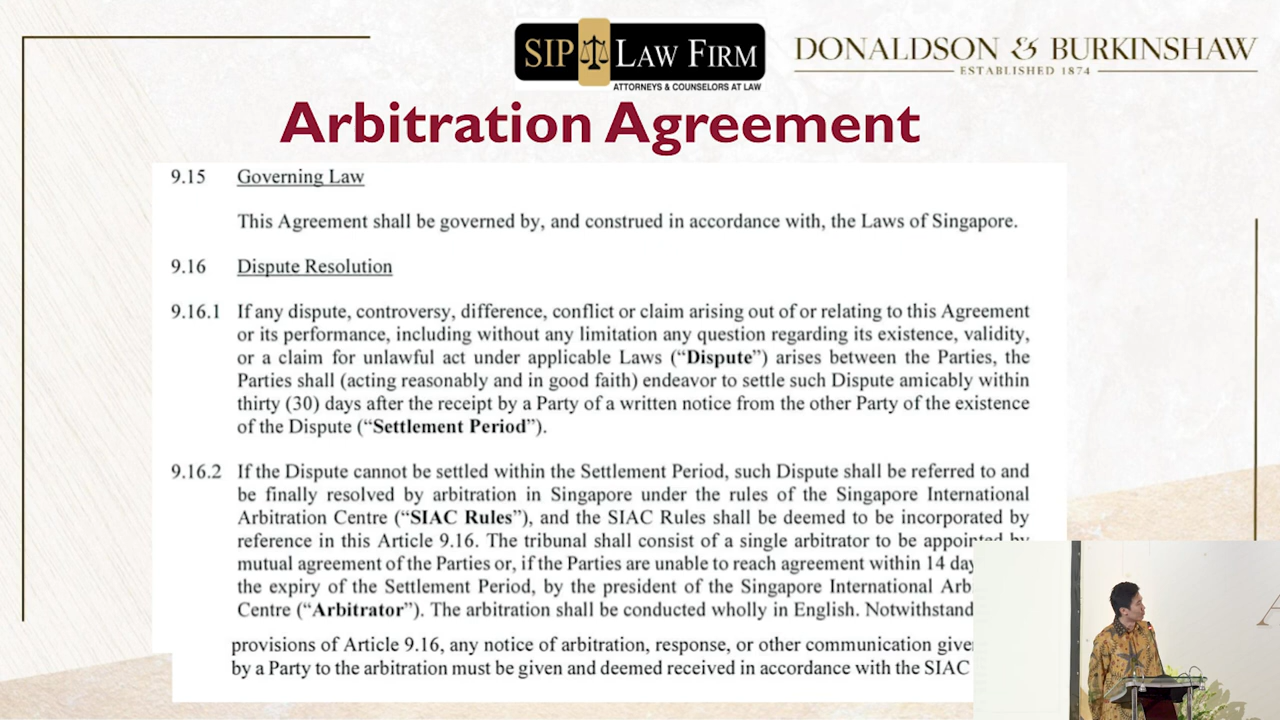 SIP LAW FIRM
ATTORNEYS & COUNSELORS AT LAW
DONALDSON & BURKINSHAW
ESTABLISHED 1874
Arbitration Agreement
9.15 Governing Law
This Agreement shall be governed by, and construed in accordance with, the Laws of Singapore.
9.16 Dispute Resolution
9.16.1 If any dispute, controversy, difference, conflict or claim arising out of or relating to this Agreement
or its performance, including without any limitation any question regarding its existence, validity,
or a claim for unlawful act under applicable Laws (“Dispute”) arises between the Parties, the
Parties shall (acting reasonably and in good faith) endeavor to settle such Dispute amicably within
thirty (30) days after the receipt by a Party of a written notice from the other Party of the existence
of the Dispute (“Settlement Period”).
9.16.2 If the Dispute cannot be settled within the Settlement Period, such Dispute shall be referred to and
be finally resolved by arbitration in Singapore under the rules of the Singapore International
Arbitration Centre (“SIAC Rules”), and the SIAC Rules shall be deemed to be incorporated by
reference in this Article 9.16. The tribunal shall consist of a single arbitrator to be appointed by
mutual agreement of the Parties or, if the Parties are unable to reach agreement within 14
the expiry of the Settlement Period, by the president of the Singapore International
Centre (“Arbitrator”). The arbitration shall be conducted wholly in English.
provisions of Article 9.16, any notice of arbitration, response, or other communication
by a Party to the arbitration must be given and deemed received in accordance with the SIAC